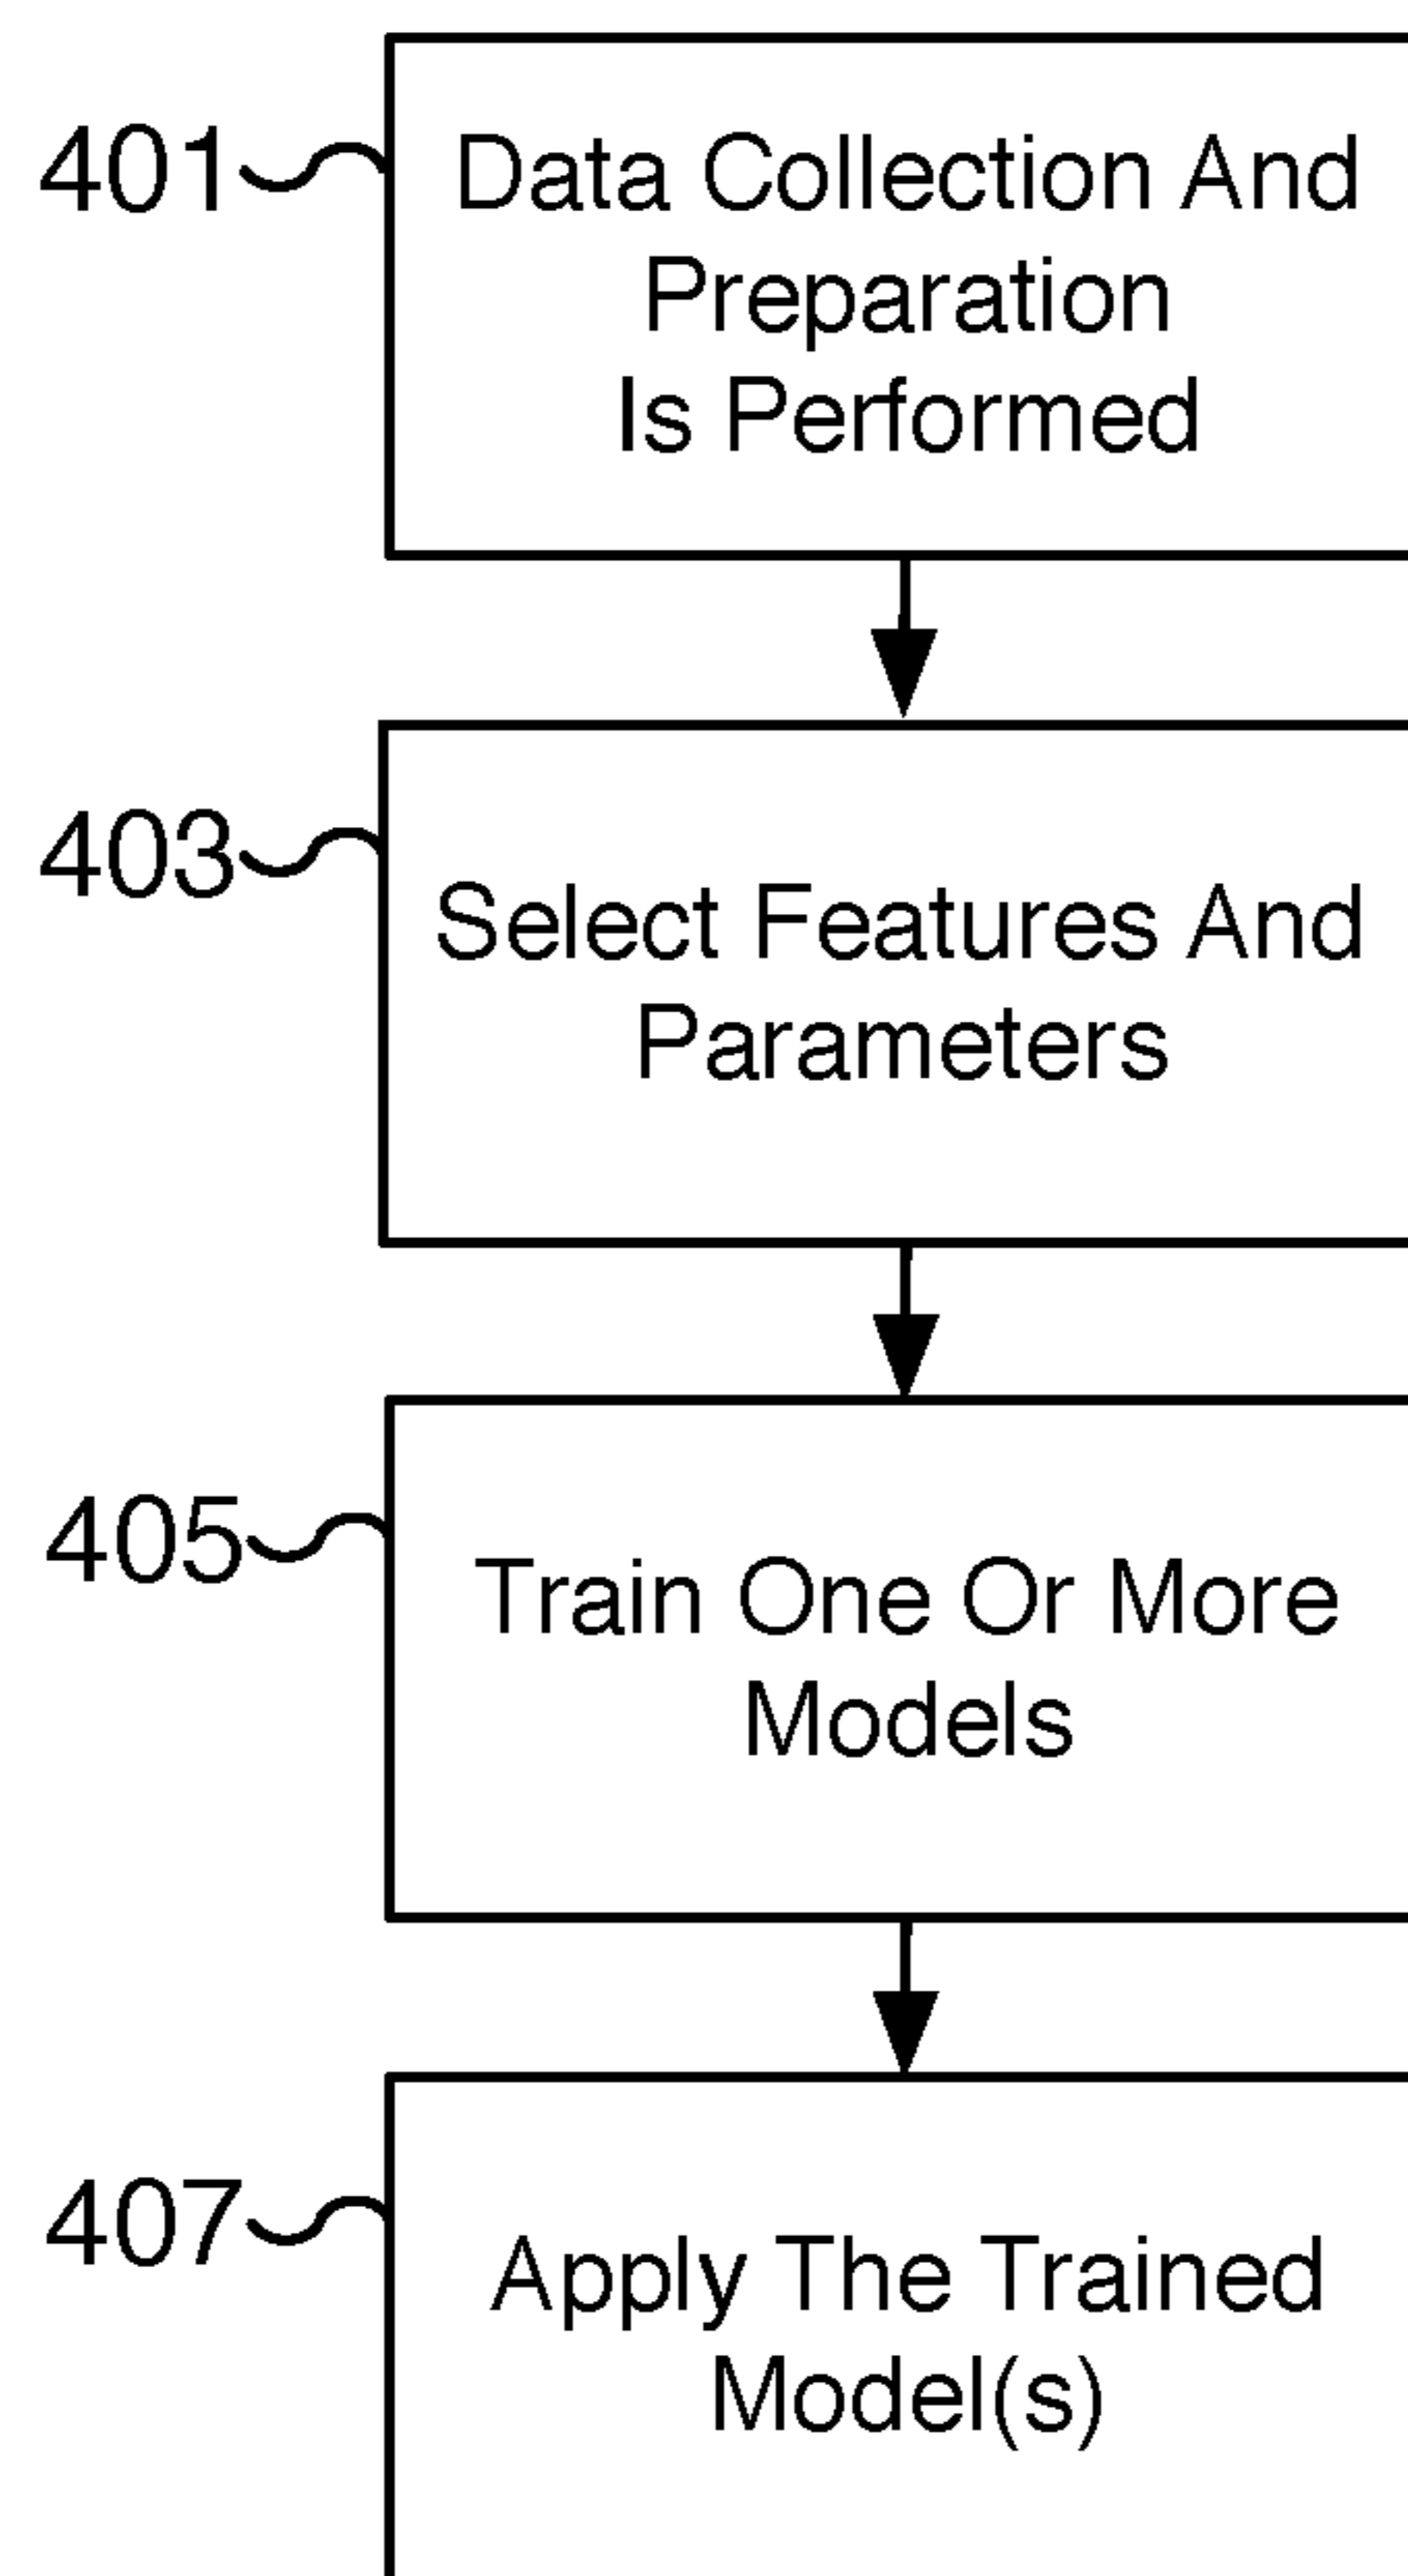 401
Data Collection And
Preparation
Is Performed
403
Select Features And
Parameters
405
Train One Or More
Models
407
Apply The Trained
Model(s)